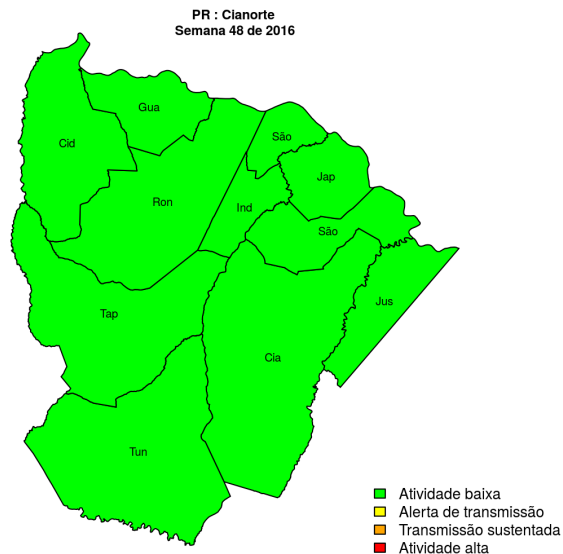 PR : Cianorte
Semana 48 de 2016
Gua
São
Cid
Jap
Ron
Ind
São
Jus
Tap
Cia
Tun
Atividade baixa
Alerta de transmissão
Transmissão sustentada
Atividade alta